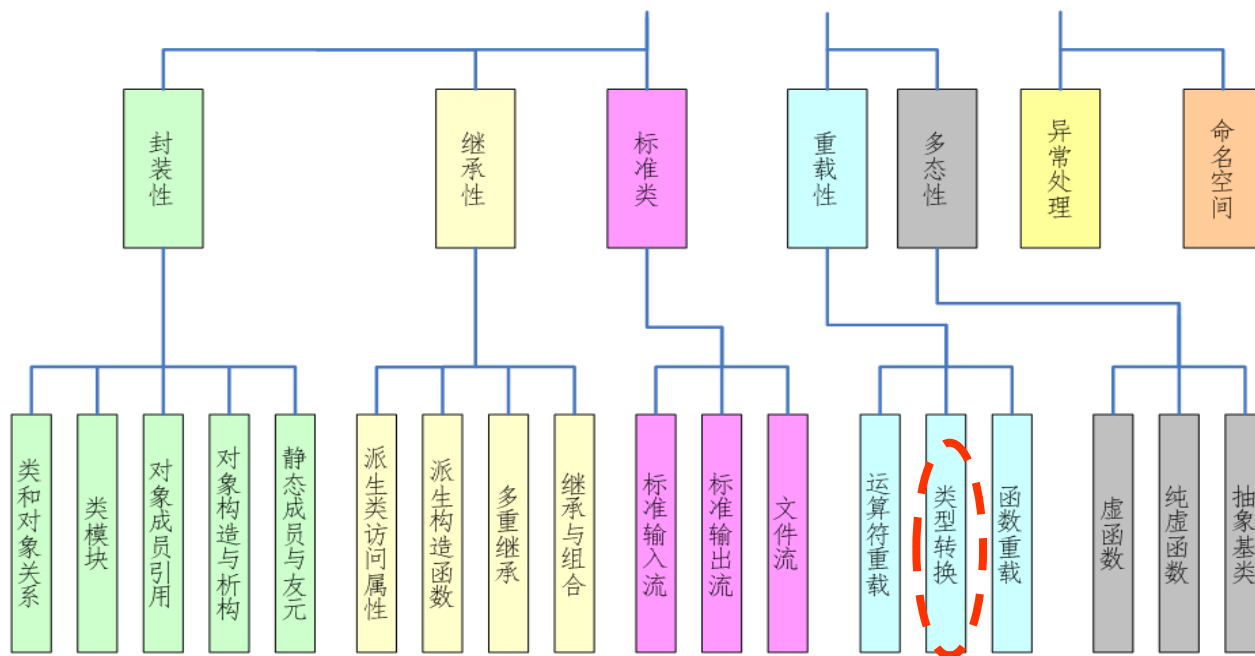 封装性
继承性
标准类
重载性
多态性
异常处理
命名空间
类和对象关系
类模块
对象成员引用
对象构造与析构
静态成员与友元
派生类访问属性
派生构造函数
多重继承
继承与组合
标准输入流
标准输出流
文件流
运算符重载
类型转换
函数重载
虚函数
纯虚函数
抽象基类